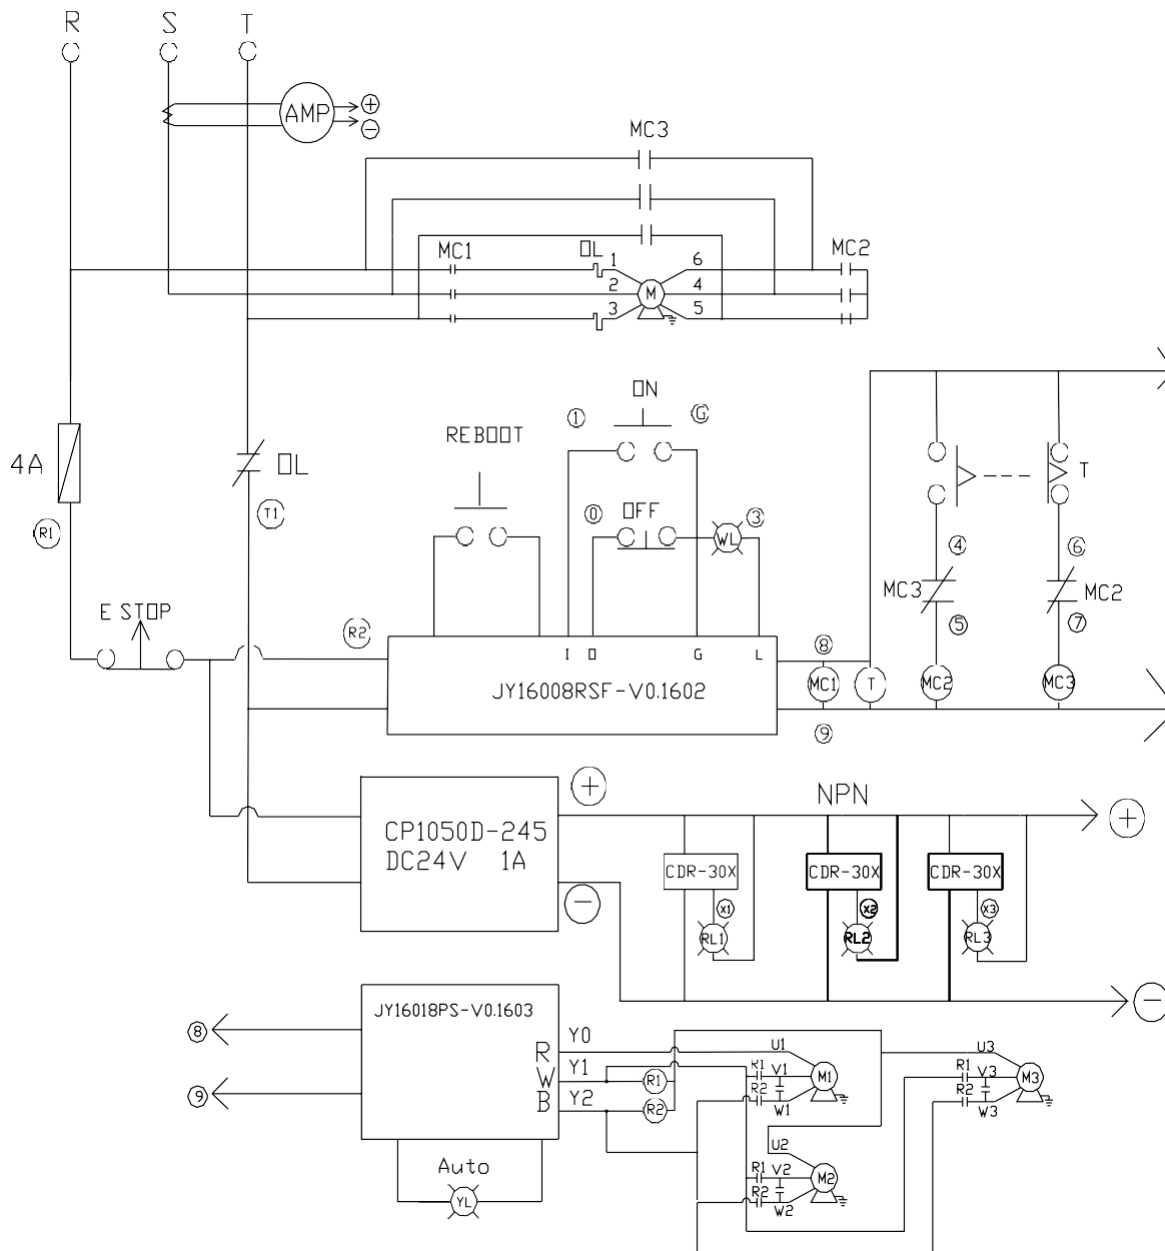 R S T
AMP + −
MC3
MC1 OL MC2
1 6
2 M 4
3 5
ON
1 G
REBOOT
4A OL T
T1 0 OFF 3
R1 WL 4 6
MC3 MC2
E STOP 5 7
R2
I O G L 8
JY16008RSF-V0.1602 MC1 T MC2 MC3
9
+ NPN +
CP1050D-245
DC24V 1A
CDR-30X CDR-30X CDR-30X
− X1 X2 X3
RL1 RL2 RL3
−
JY16018PS-V0.1603
8 Y0 U1 U3
R Y1 R1 V1 M1 R1 V3 M3
W R1 R2 R2
9 B Y2 R2 W1 W3
U2
Auto R1 V2 M2
YL R2
W2